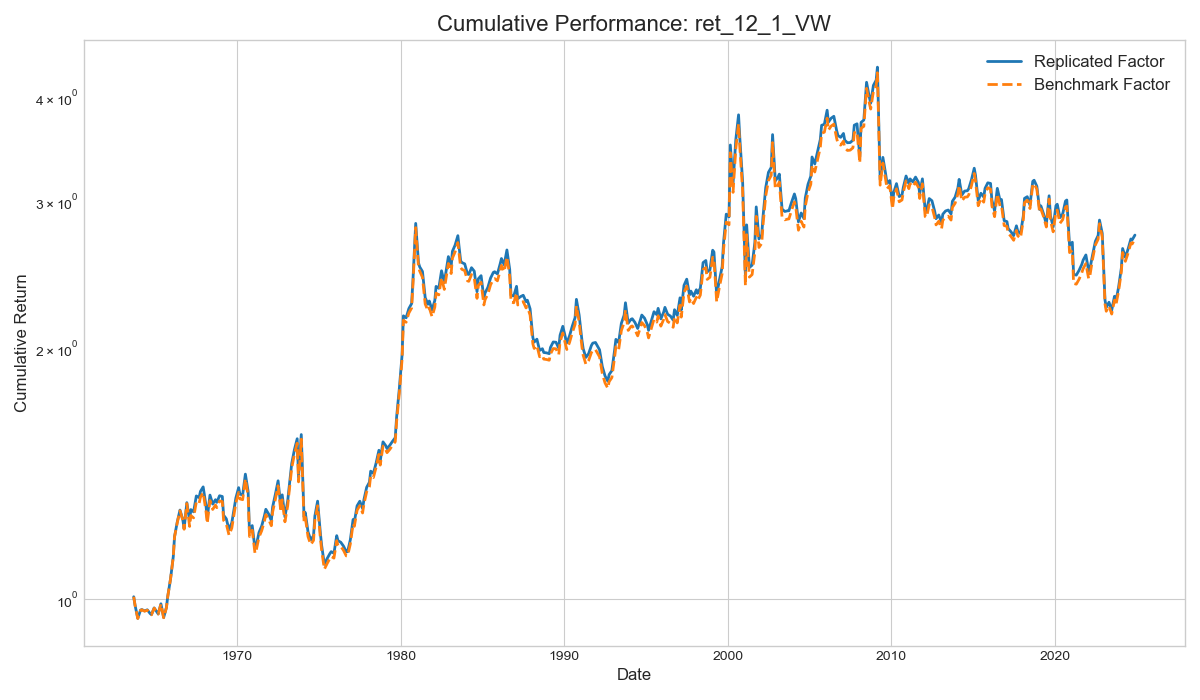 Cumulative Performance: ret_12_1_VW
Replicated Factor
Benchmark Factor
4 × 10⁰
3 × 10⁰
2 × 10⁰
10⁰
Cumulative Return
1970
1980
1990
2000
2010
2020
Date